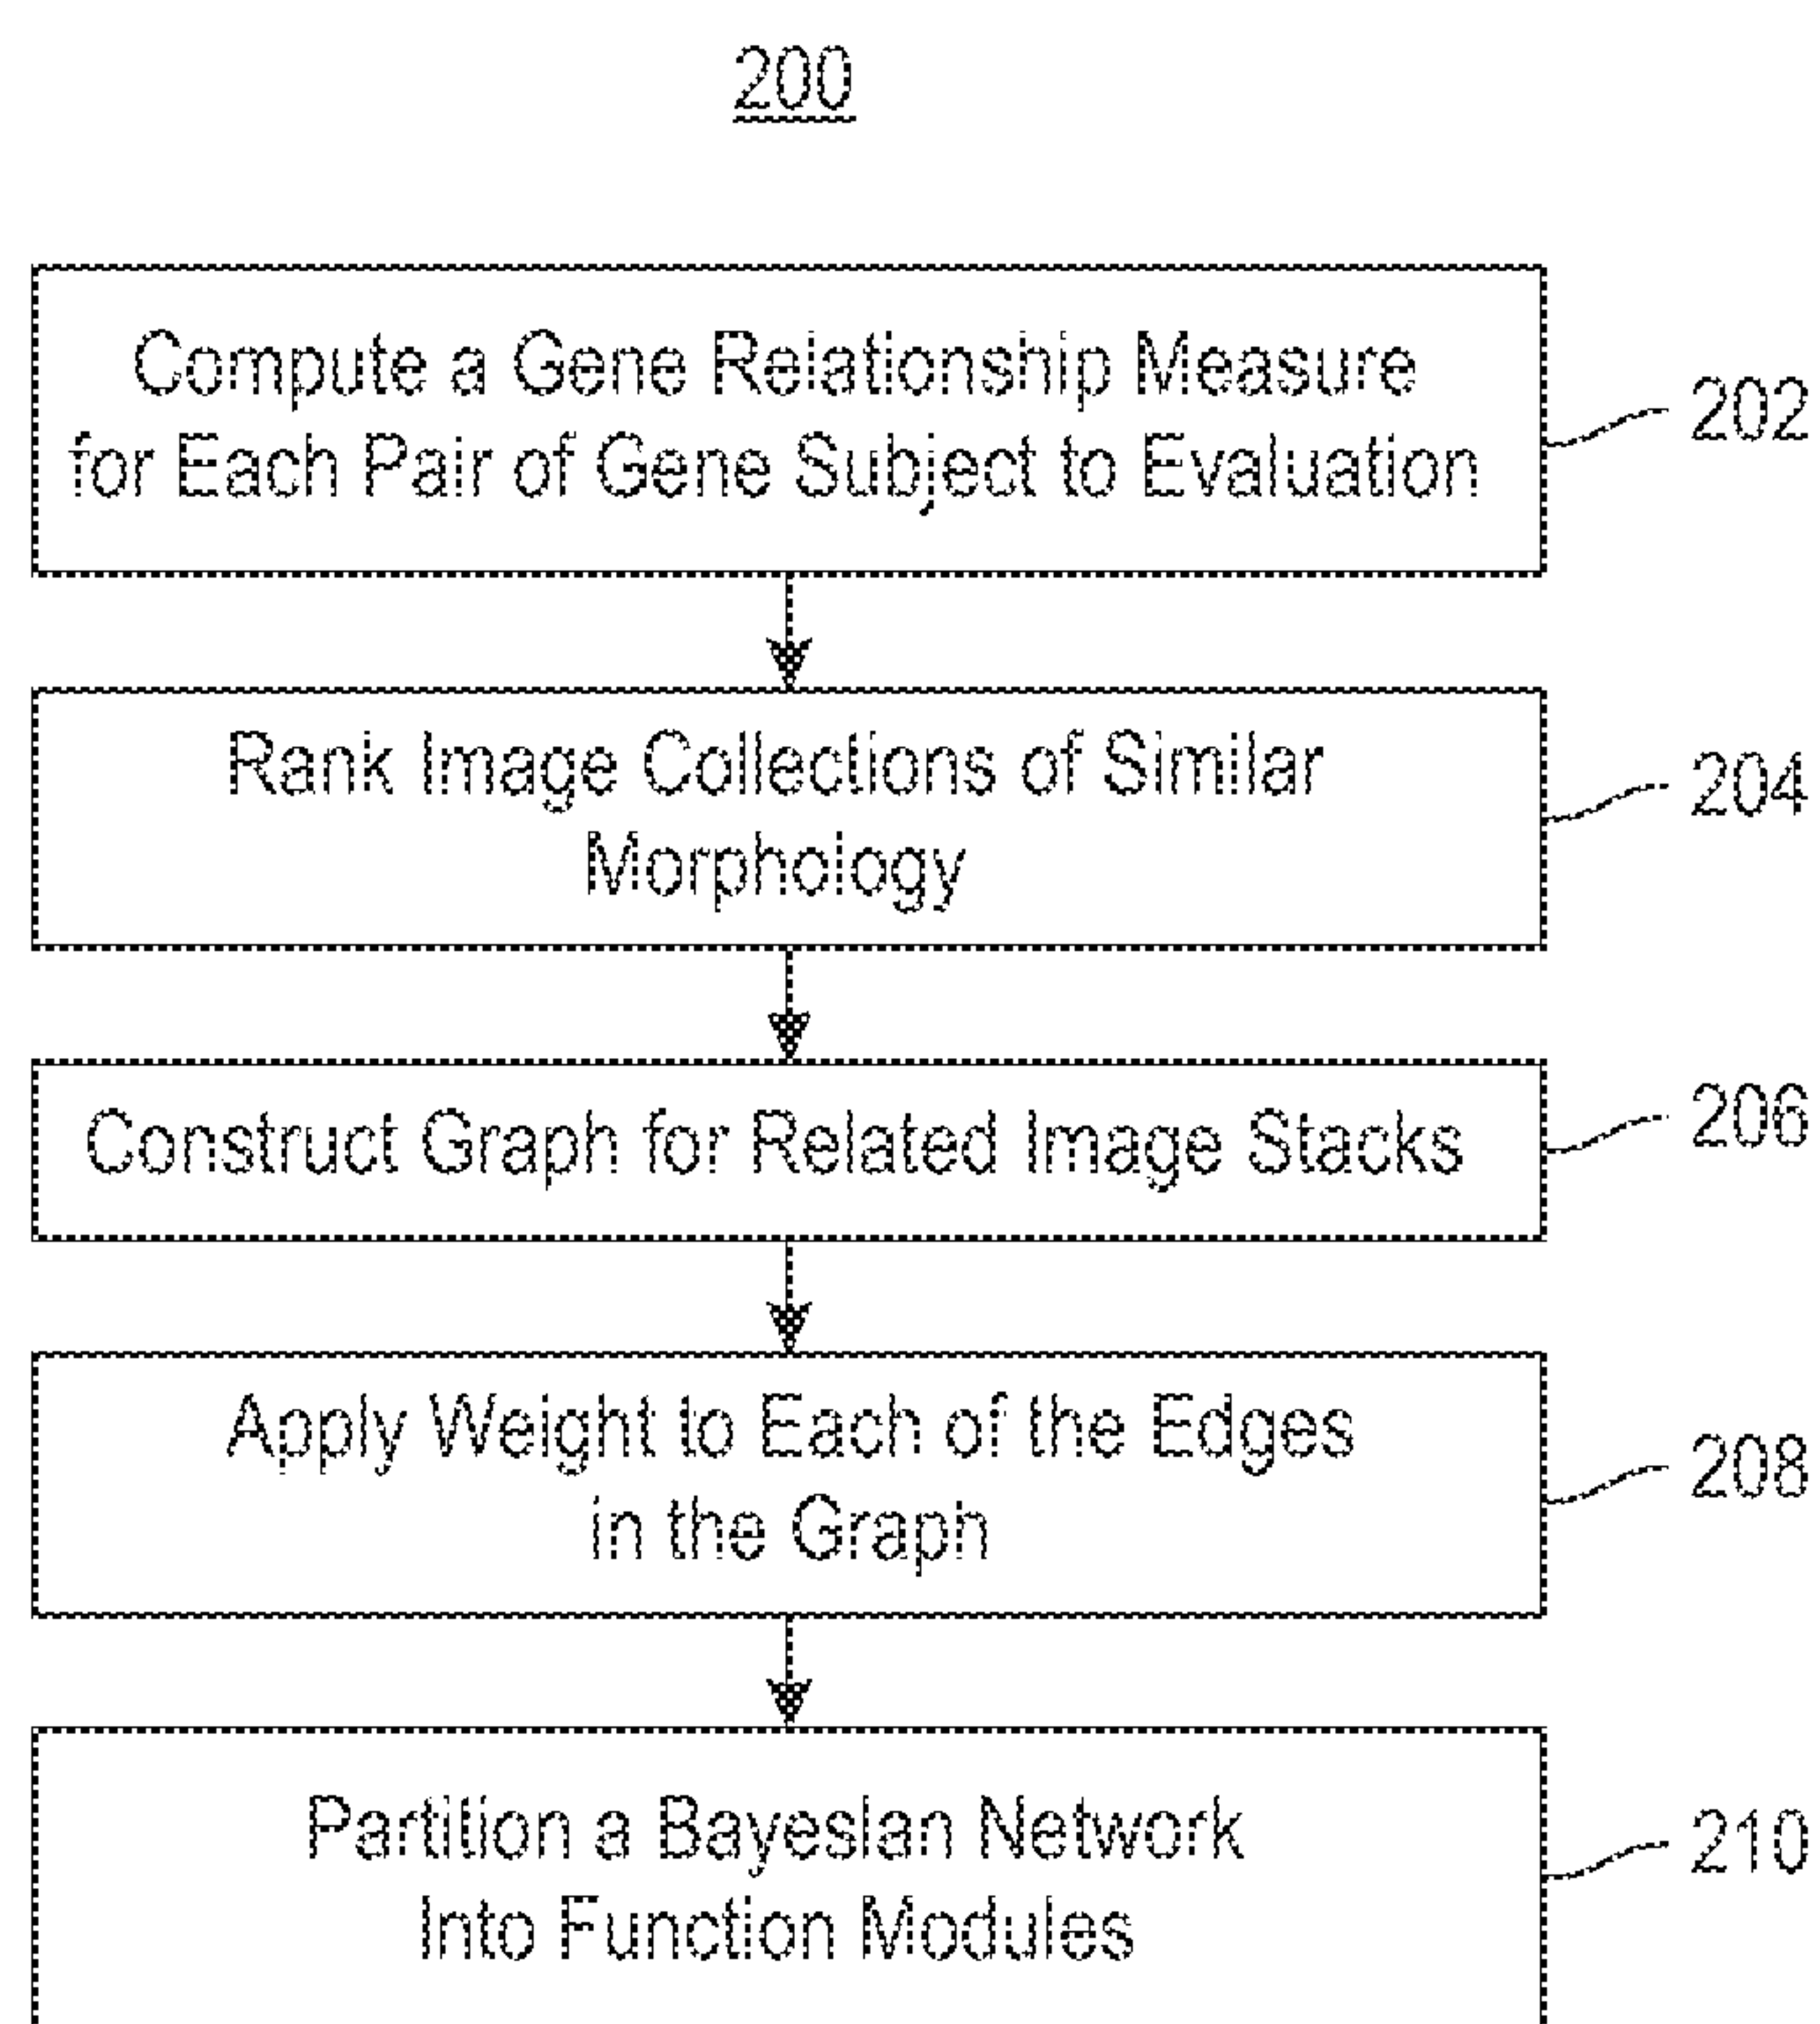 200
Compute a Gene Relationship Measure
for Each Pair of Gene Subject to Evaluation
202
Rank Image Collections of Similar
Morphology
204
Construct Graph for Related Image Stacks
206
Apply Weight to Each of the Edges
in the Graph
208
Partition a Bayesian Network
Into Function Modules
210